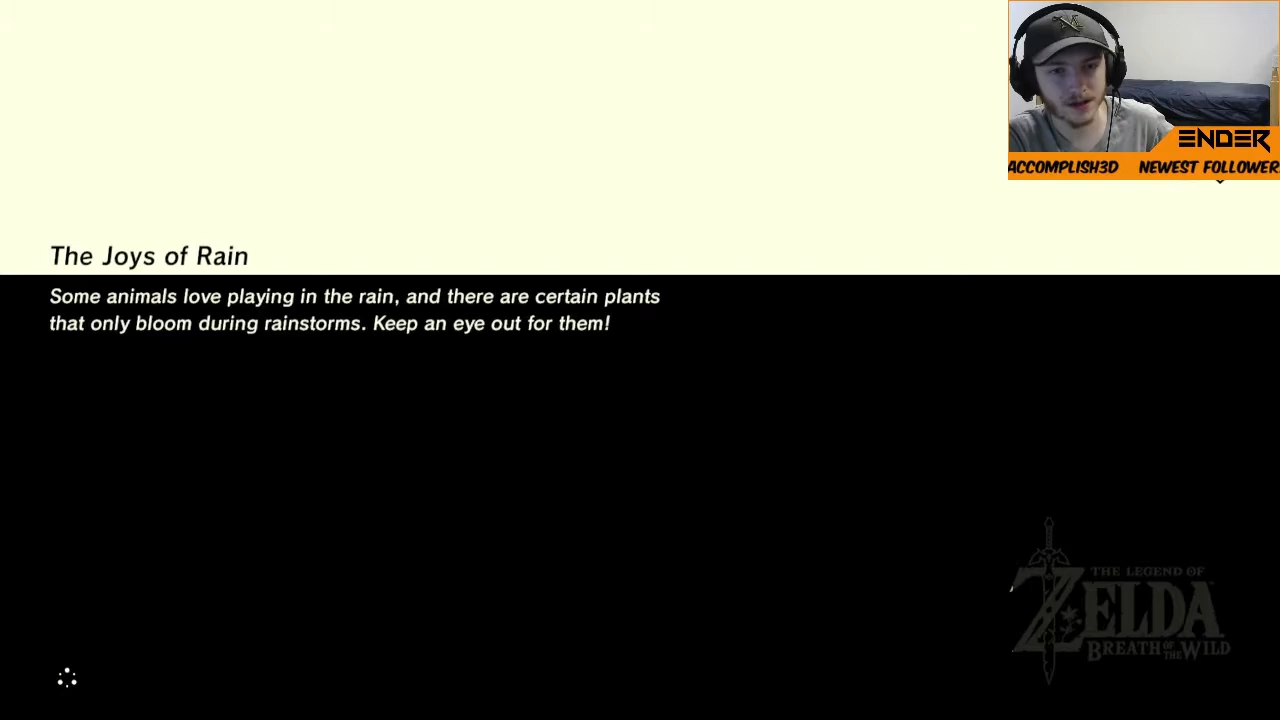 ENDER
ACCOMPLISH3D NEWEST FOLLOWER
The Joys of Rain
Some animals love playing in the rain, and there are certain plants
that only bloom during rainstorms. Keep an eye out for them!
THE LEGEND OF
ZELDA
BREATH OF THE WILD